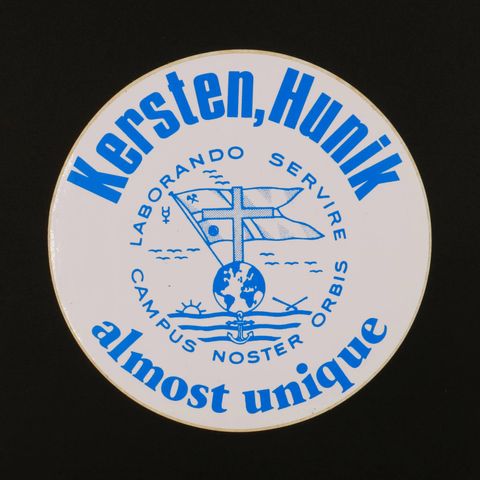 Kersten, Hunik
LABORANDO SERVIRE
CAMPUS NOSTER ORBIS
almost unique